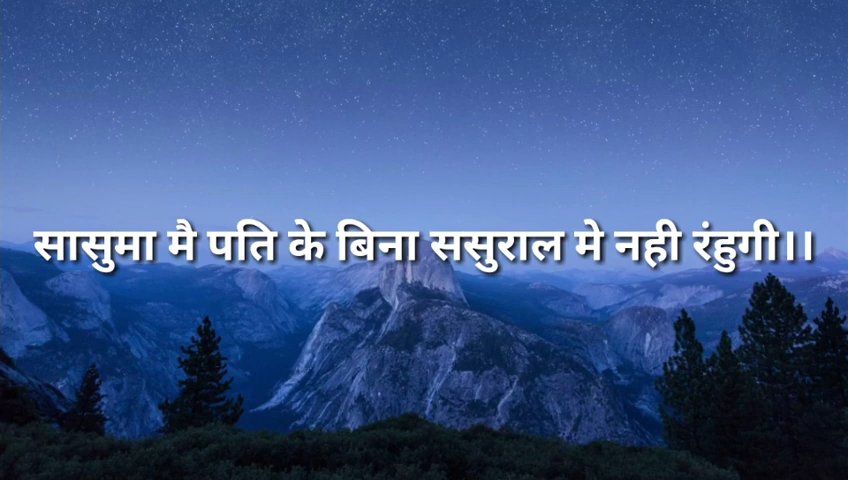 सासुमा मै पति के बिना ससुराल मे नही रंहुगी।।